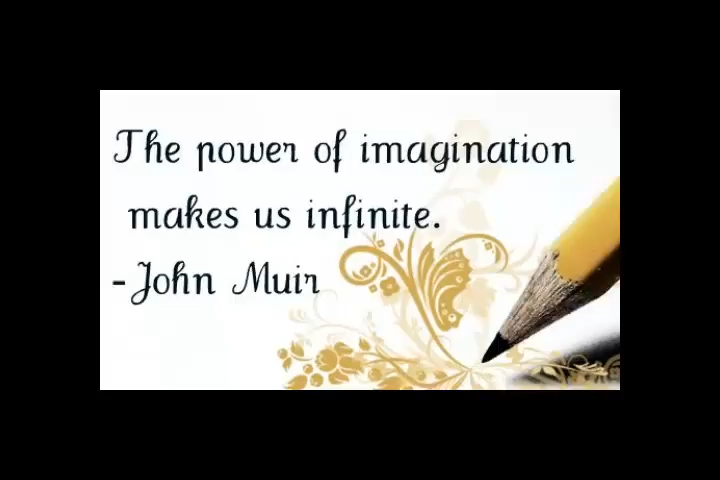 The power of imagination
makes us infinite.
-John Muir